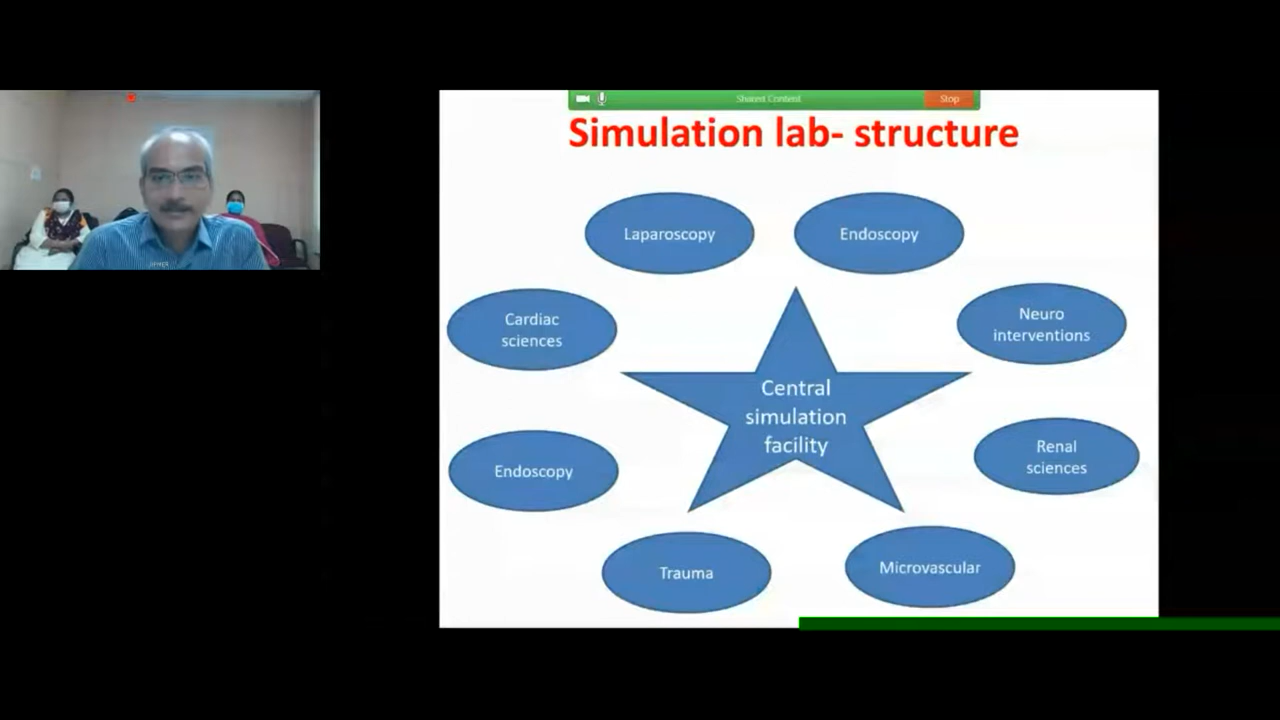 Shared Content
Stop
Simulation lab- structure
Laparoscopy
Endoscopy
Cardiac
sciences
Neuro
interventions
Central
simulation
facility
Endoscopy
Renal
sciences
Trauma
Microvascular